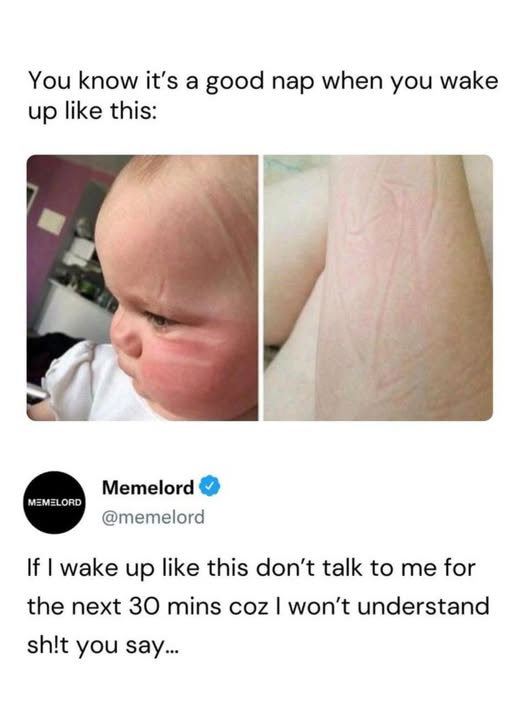 You know it’s a good nap when you wake
up like this:
MEMELORD
Memelord
@memelord
If I wake up like this don’t talk to me for
the next 30 mins coz I won’t understand
sh!t you say...